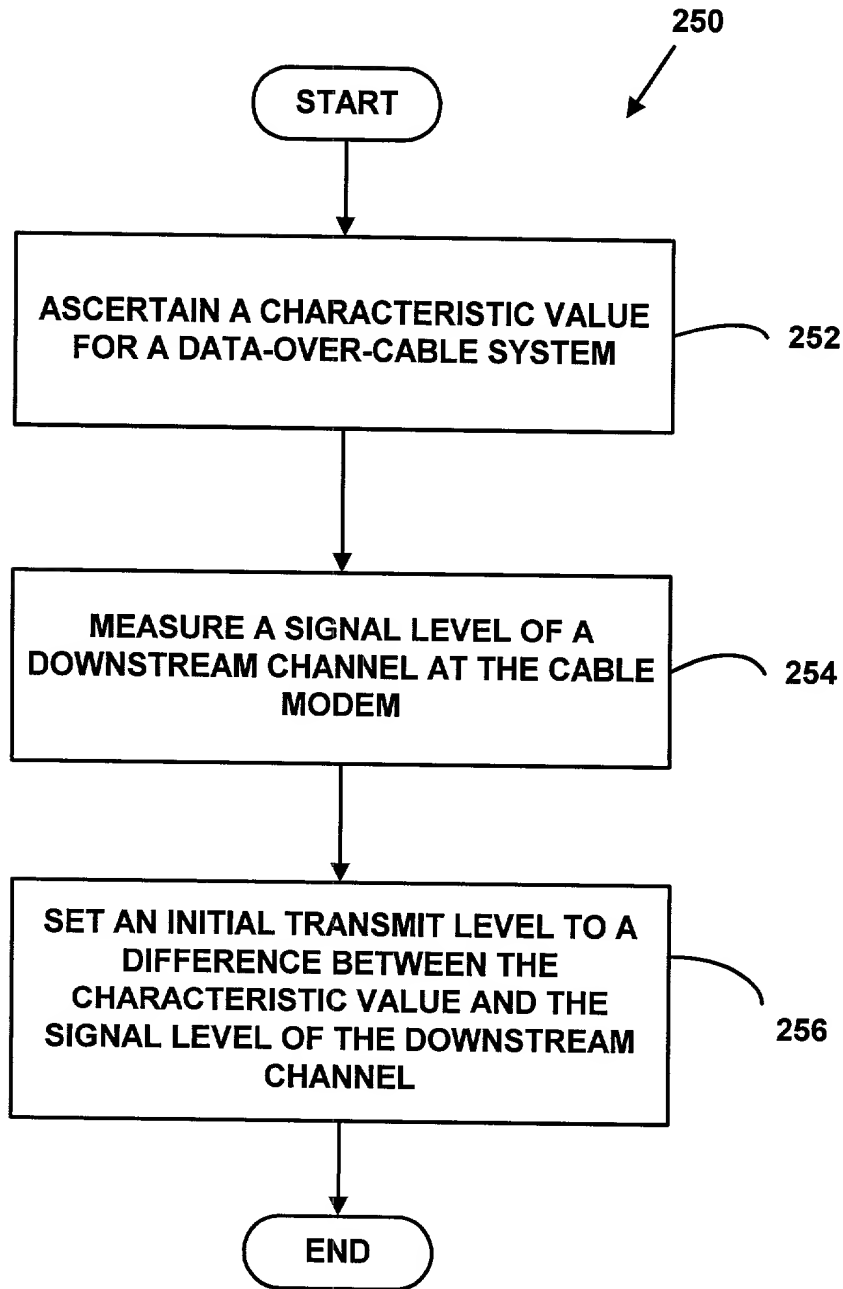 250
START
ASCERTAIN A CHARACTERISTIC VALUE
FOR A DATA-OVER-CABLE SYSTEM
252
MEASURE A SIGNAL LEVEL OF A
DOWNSTREAM CHANNEL AT THE CABLE
MODEM
254
SET AN INITIAL TRANSMIT LEVEL TO A
DIFFERENCE BETWEEN THE
CHARACTERISTIC VALUE AND THE
SIGNAL LEVEL OF THE DOWNSTREAM
CHANNEL
256
END